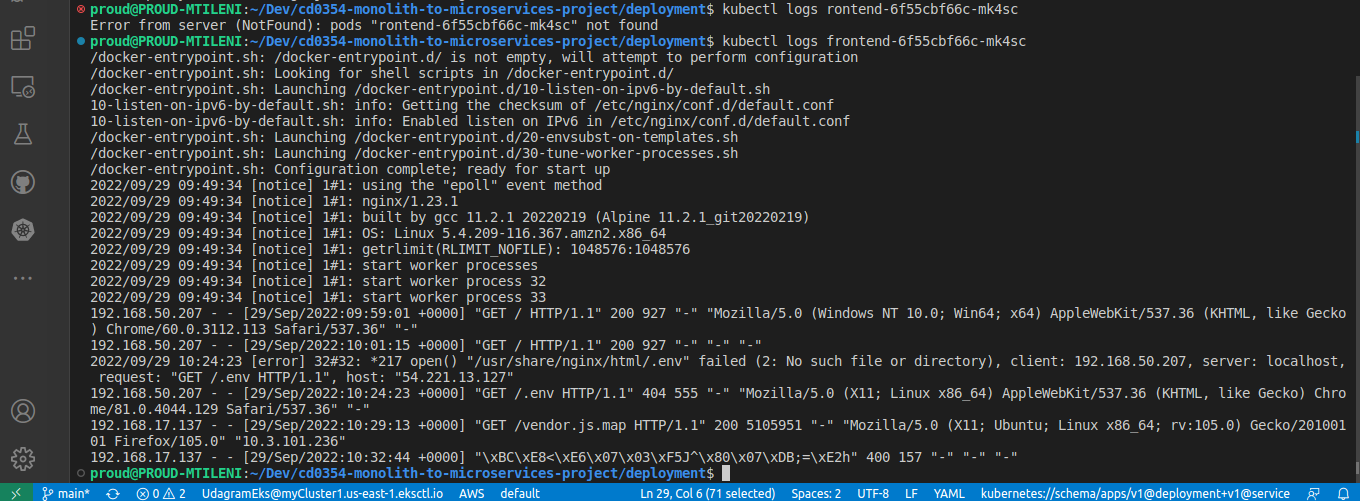 proud@PROUD-MTILENI:~/Dev/cd0354-monolith-to-microservices-project/deployment$ kubectl logs rontend-6f55cbf66c-mk4sc
Error from server (NotFound): pods "rontend-6f55cbf66c-mk4sc" not found
proud@PROUD-MTILENI:~/Dev/cd0354-monolith-to-microservices-project/deployment$ kubectl logs frontend-6f55cbf66c-mk4sc
/docker-entrypoint.sh: /docker-entrypoint.d/ is not empty, will attempt to perform configuration
/docker-entrypoint.sh: Looking for shell scripts in /docker-entrypoint.d/
/docker-entrypoint.sh: Launching /docker-entrypoint.d/10-listen-on-ipv6-by-default.sh
10-listen-on-ipv6-by-default.sh: info: Getting the checksum of /etc/nginx/conf.d/default.conf
10-listen-on-ipv6-by-default.sh: info: Enabled listen on IPv6 in /etc/nginx/conf.d/default.conf
/docker-entrypoint.sh: Launching /docker-entrypoint.d/20-envsubst-on-templates.sh
/docker-entrypoint.sh: Launching /docker-entrypoint.d/30-tune-worker-processes.sh
/docker-entrypoint.sh: Configuration complete; ready for start up
2022/09/29 09:49:34 [notice] 1#1: using the "epoll" event method
2022/09/29 09:49:34 [notice] 1#1: nginx/1.23.1
2022/09/29 09:49:34 [notice] 1#1: built by gcc 11.2.1 20220219 (Alpine 11.2.1_git20220219)
2022/09/29 09:49:34 [notice] 1#1: OS: Linux 5.4.209-116.367.amzn2.x86_64
2022/09/29 09:49:34 [notice] 1#1: getrlimit(RLIMIT_NOFILE): 1048576:1048576
2022/09/29 09:49:34 [notice] 1#1: start worker processes
2022/09/29 09:49:34 [notice] 1#1: start worker process 32
2022/09/29 09:49:34 [notice] 1#1: start worker process 33
192.168.50.207 - - [29/Sep/2022:09:59:01 +0000] "GET / HTTP/1.1" 200 927 "-" "Mozilla/5.0 (Windows NT 10.0; Win64; x64) AppleWebKit/537.36 (KHTML, like Gecko
) Chrome/60.0.3112.113 Safari/537.36" "-"
192.168.50.207 - - [29/Sep/2022:10:01:15 +0000] "GET / HTTP/1.1" 200 927 "-" "-" "-"
2022/09/29 10:24:23 [error] 32#32: *217 open() "/usr/share/nginx/html/.env" failed (2: No such file or directory), client: 192.168.50.207, server: localhost,
request: "GET /.env HTTP/1.1", host: "54.221.13.127"
192.168.50.207 - - [29/Sep/2022:10:24:23 +0000] "GET /.env HTTP/1.1" 404 555 "-" "Mozilla/5.0 (X11; Linux x86_64) AppleWebKit/537.36 (KHTML, like Gecko) Chro
me/81.0.4044.129 Safari/537.36" "-"
192.168.17.137 - - [29/Sep/2022:10:29:13 +0000] "GET /vendor.js.map HTTP/1.1" 200 5105951 "-" "Mozilla/5.0 (X11; Ubuntu; Linux x86_64; rv:105.0) Gecko/201001
01 Firefox/105.0" "10.3.101.236"
192.168.17.137 - - [29/Sep/2022:10:32:44 +0000] "\xBC\xE8<\xE6\x07\x03\xF5J^\x80\x07\xDB;=\xE2h" 400 157 "-" "-" "-"
proud@PROUD-MTILENI:~/Dev/cd0354-monolith-to-microservices-project/deployment$
main* 0 2 UdagramEks@myCluster1.us-east-1.eksctl.io AWS default Ln 29, Col 6 (71 selected) Spaces: 2 UTF-8 LF YAML kubernetes://schema/apps/v1@deployment+v1@service